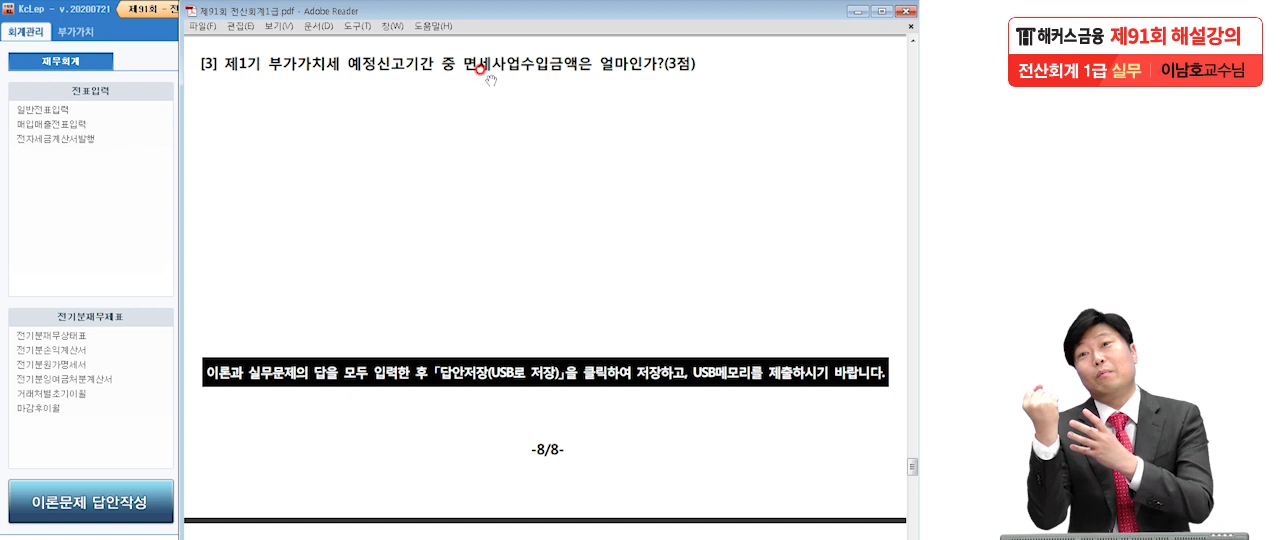 KcLep - v.20200721
제91회 - 전
회계관리 부가가치
재무회계
전표입력
일반전표입력
매입매출전표입력
전자세금계산서발행
전기분재무제표
전기분재무상태표
전기분손익계산서
전기분원가명세서
전기분잉여금처분계산서
거래처별초기이월
마감후이월
이론문제 답안작성
제91회 전산회계1급.pdf - Adobe Reader
파일(F) 편집(E) 보기(V) 문서(D) 도구(T) 창(W) 도움말(H)
[3] 제1기 부가가치세 예정신고기간 중 면세사업수입금액은 얼마인가?(3점)
이론과 실무문제의 답을 모두 입력한 후 「답안저장(USB로 저장)」을 클릭하여 저장하고, USB메모리를 제출하시기 바랍니다.
-8/8-
해커스금융 제91회 해설강의
전산회계 1급 실무 이남호교수님